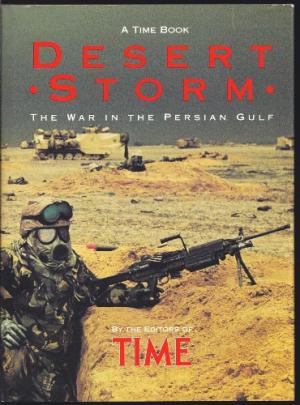 A TIME BOOK
DESERT
• STORM •
THE WAR IN THE PERSIAN GULF
BY THE EDITORS OF
TIME